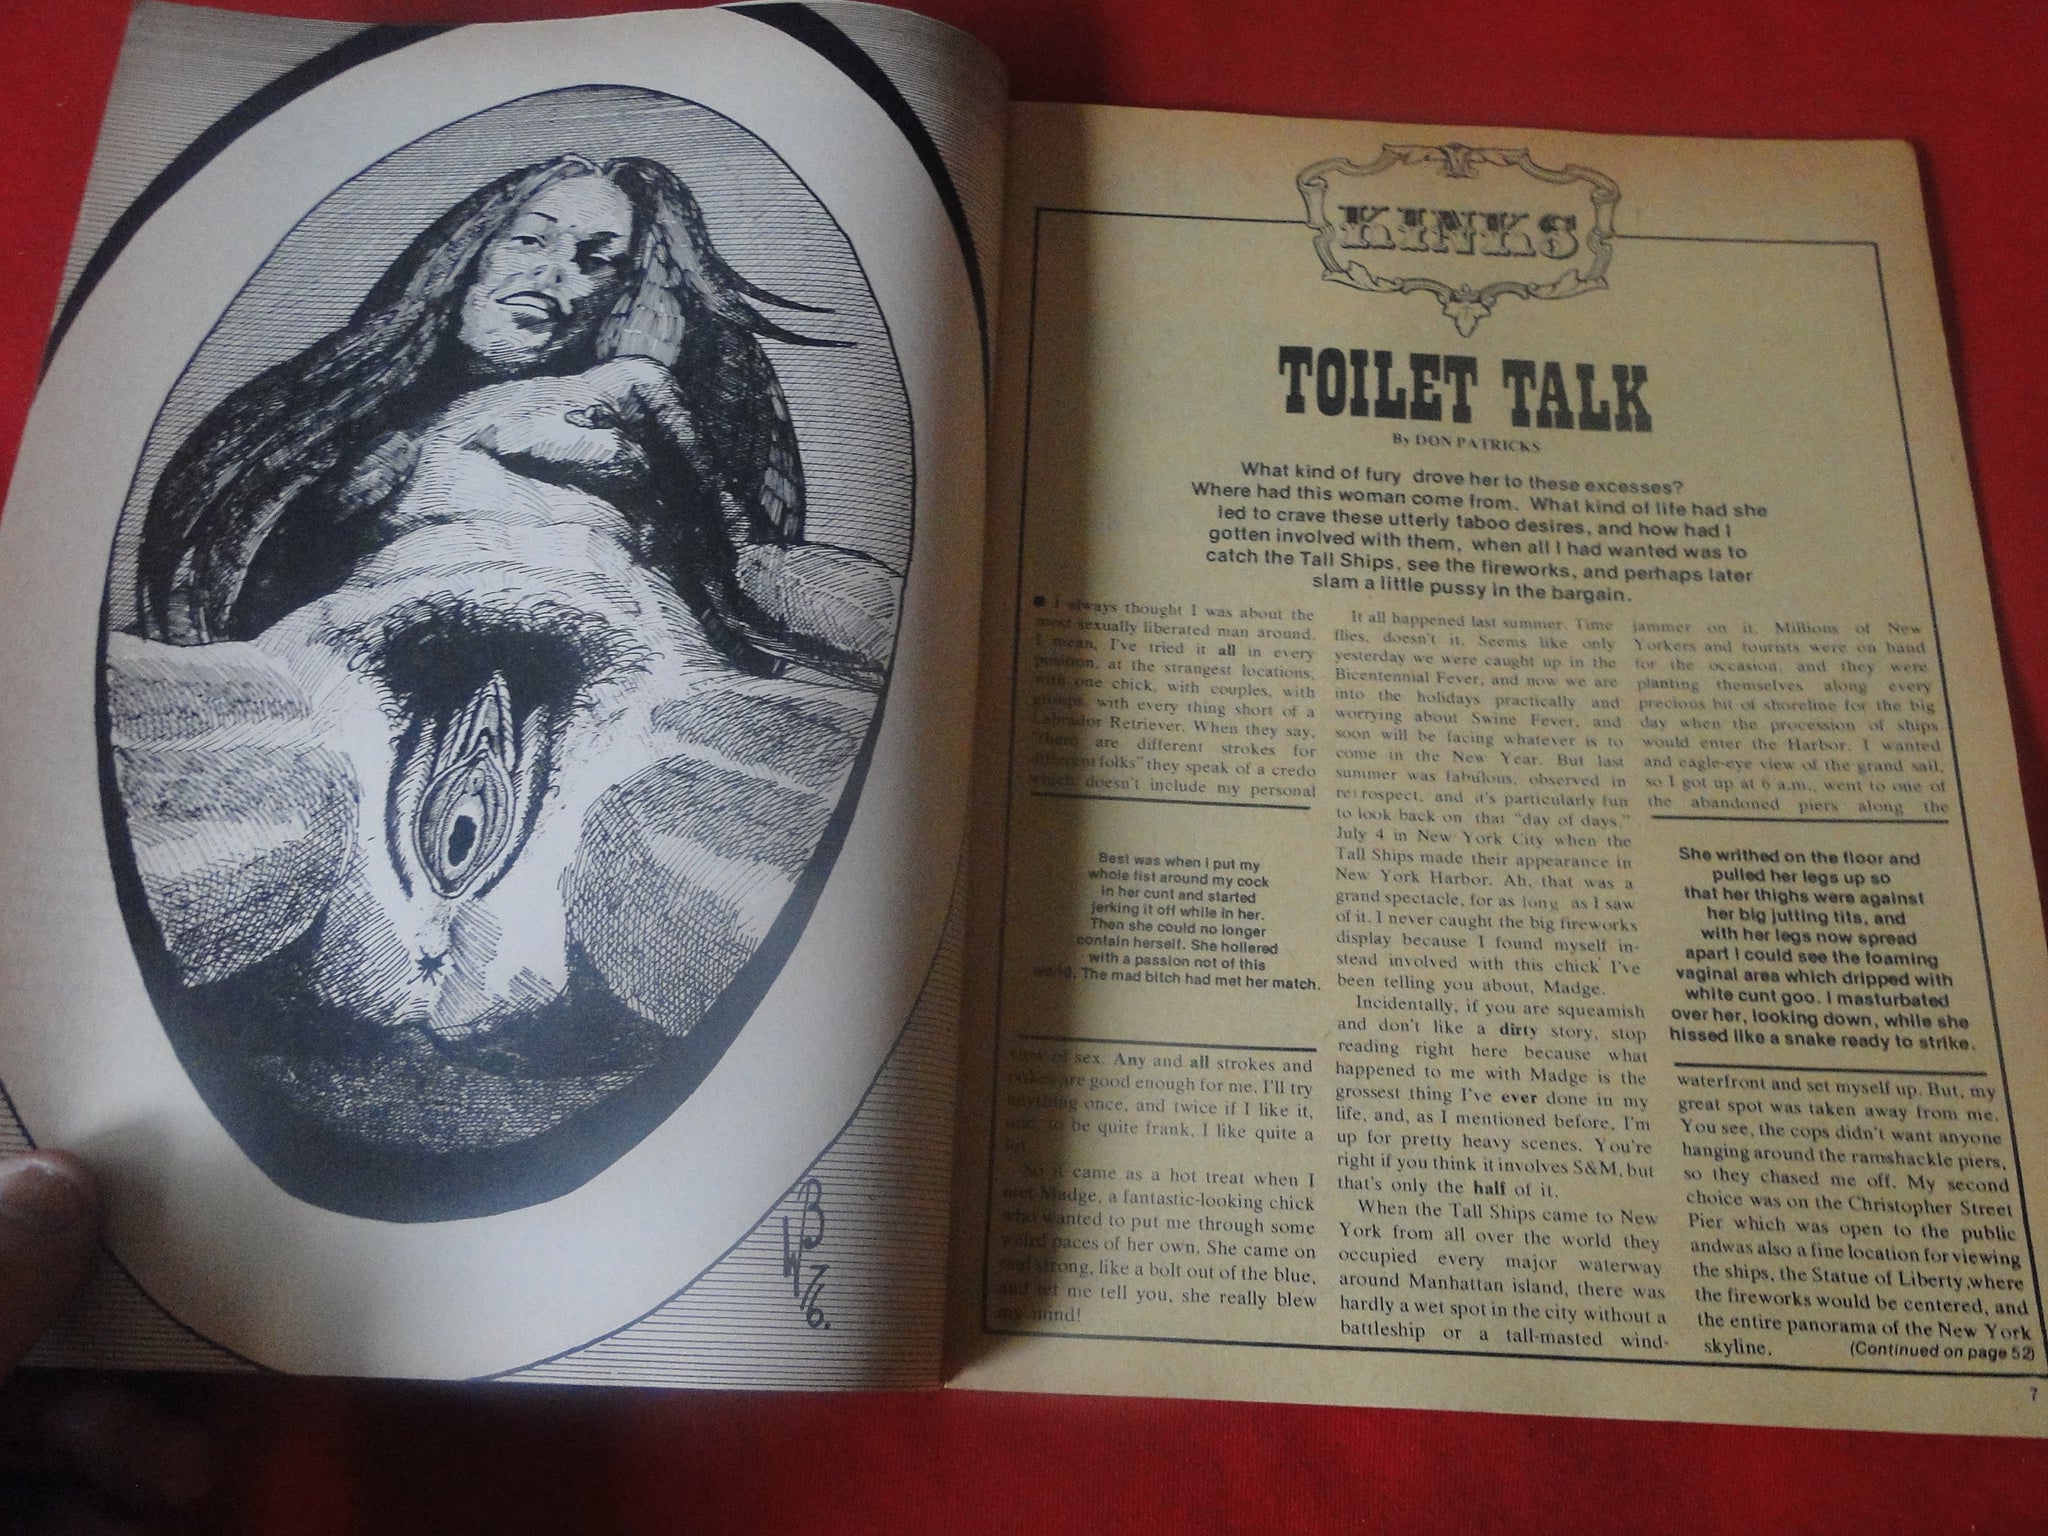 WB
776.
KINKS
TOILET TALK
By DON PATRICKS
What kind of fury drove her to these excesses?
Where had this woman come from. What kind of life had she
led to crave these utterly taboo desires, and how had I
gotten involved with them, when all I had wanted was to
catch the Tall Ships, see the fireworks, and perhaps later
slam a little pussy in the bargain.
I always thought I was about the
most sexually liberated man around.
I mean, I've tried it all in every
position, at the strangest locations,
with one chick, with couples, with
groups, with every thing short of a
Labrador Retriever. When they say,
"there are different strokes for
different folks" they speak of a credo
which doesn't include my personal
Best was when I put my
whole fist around my cock
in her cunt and started
jerking it off while in her.
Then she could no longer
contain herself. She hollered
with a passion not of this
world. The mad bitch had met her match.
view of sex. Any and all strokes and
pokes are good enough for me. I'll try
anything once, and twice if I like it,
and, to be quite frank, I like quite a
lot.
So it came as a hot treat when I
met Madge, a fantastic-looking chick
who wanted to put me through some
weird paces of her own. She came on
real strong, like a bolt out of the blue,
and let me tell you, she really blew
my mind!
It all happened last summer. Time
flies, doesn't it. Seems like only
yesterday we were caught up in the
Bicentennial Fever, and now we are
into the holidays practically and
worrying about Swine Fever, and
soon will be facing whatever is to
come in the New Year. But last
summer was fabulous, observed in
retrospect, and it's particularly fun
to look back on that "day of days,"
July 4 in New York City when the
Tall Ships made their appearance in
New York Harbor. Ah, that was a
grand spectacle, for as long as I saw
of it. I never caught the big fireworks
display because I found myself in-
stead involved with this chick I've
been telling you about, Madge.
Incidentally, if you are squeamish
and don't like a dirty story, stop
reading right here because what
happened to me with Madge is the
grossest thing I've ever done in my
life, and, as I mentioned before, I'm
up for pretty heavy scenes. You're
right if you think it involves S&M, but
that's only the half of it.
When the Tall Ships came to New
York from all over the world they
occupied every major waterway
around Manhattan island, there was
hardly a wet spot in the city without a
battleship or a tall-masted wind-
jammer on it. Millions of New
Yorkers and tourists were on hand
for the occasion, and they were
planting themselves along every
precious bit of shoreline for the big
day when the procession of ships
would enter the Harbor. I wanted
and eagle-eye view of the grand sail,
so I got up at 6 a.m., went to one of
the abandoned piers along the
She writhed on the floor and
pulled her legs up so
that her thighs were against
her big jutting tits, and
with her legs now spread
apart I could see the foaming
vaginal area which dripped with
white cunt goo. I masturbated
over her, looking down, while she
hissed like a snake ready to strike.
waterfront and set myself up. But, my
great spot was taken away from me.
You see, the cops didn't want anyone
hanging around the ramshackle piers,
so they chased me off. My second
choice was on the Christopher Street
Pier which was open to the public
andwas also a fine location for viewing
the ships, the Statue of Liberty,where
the fireworks would be centered, and
the entire panorama of the New York
skyline.
(Continued on page 52)
7